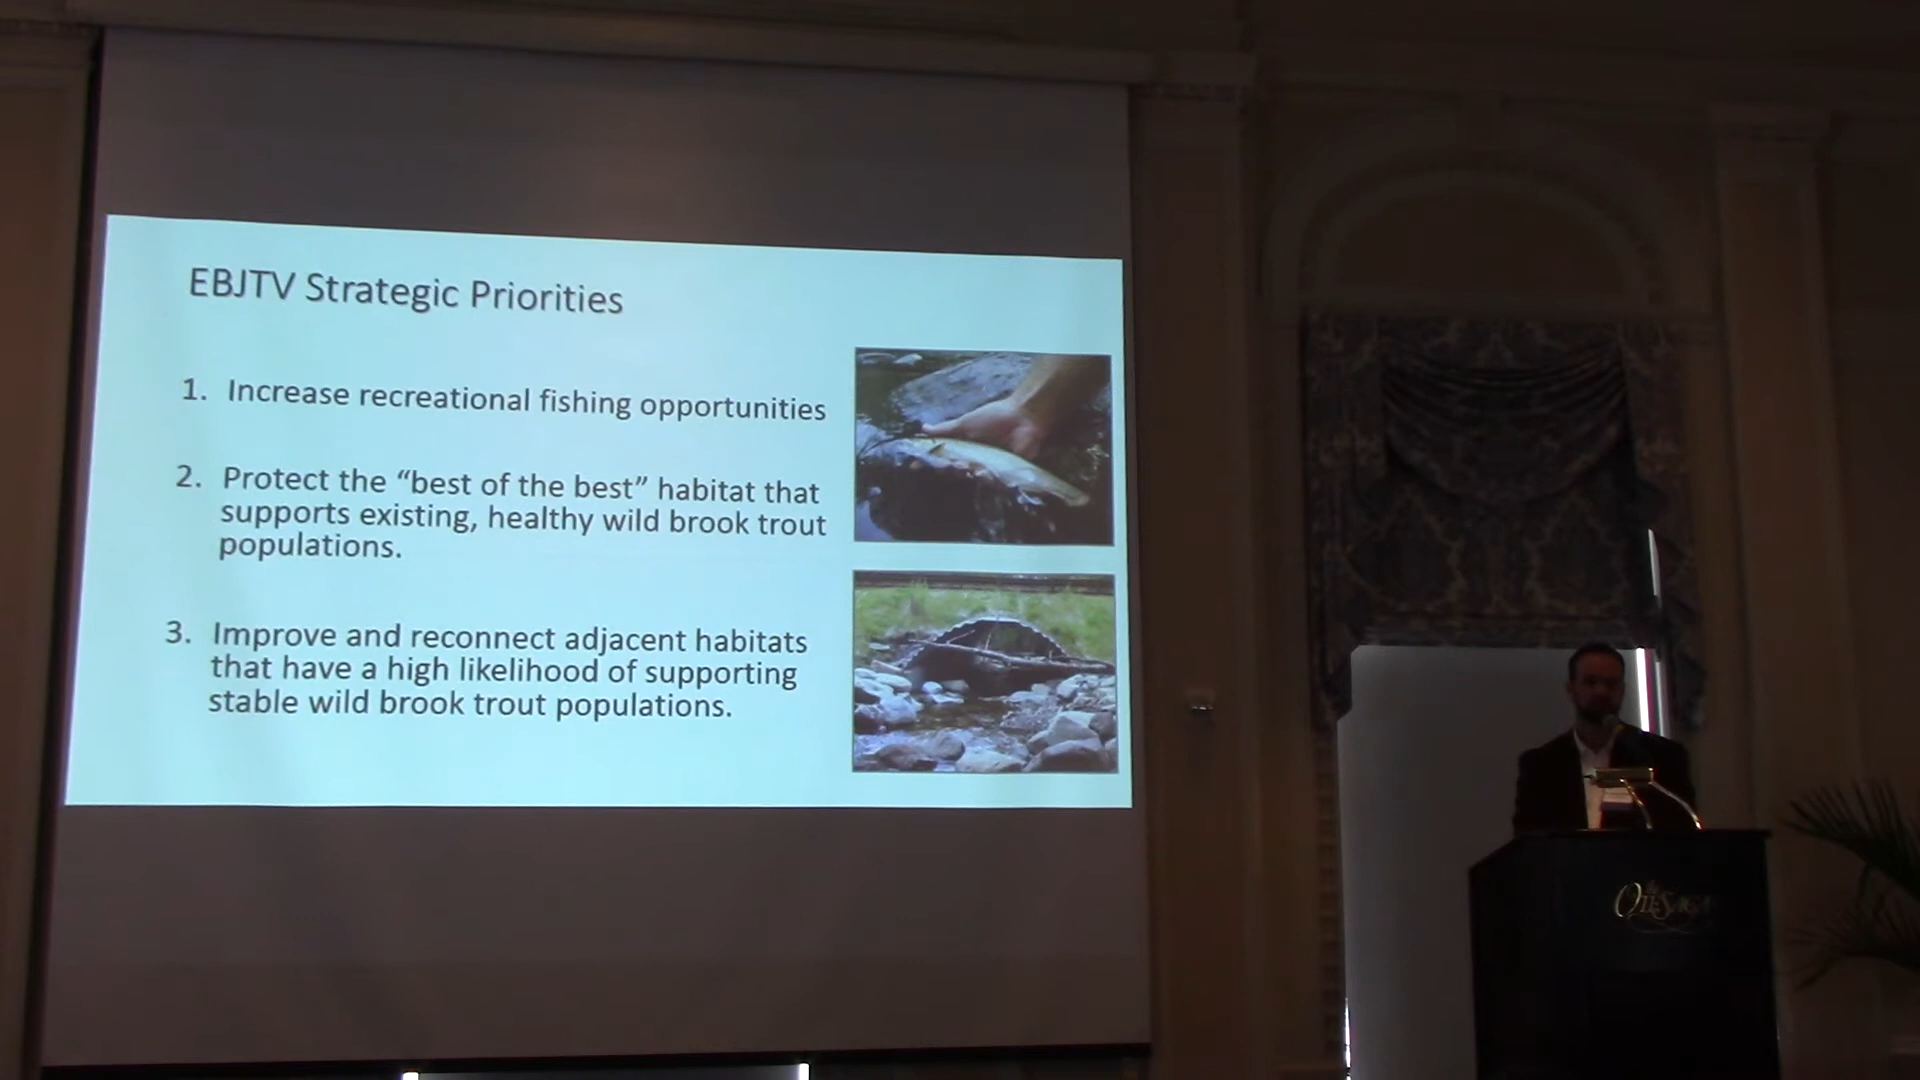 EBJTV Strategic Priorities
1. Increase recreational fishing opportunities
2. Protect the “best of the best” habitat that
supports existing, healthy wild brook trout
populations.
3. Improve and reconnect adjacent habitats
that have a high likelihood of supporting
stable wild brook trout populations.
The
OTESAGA